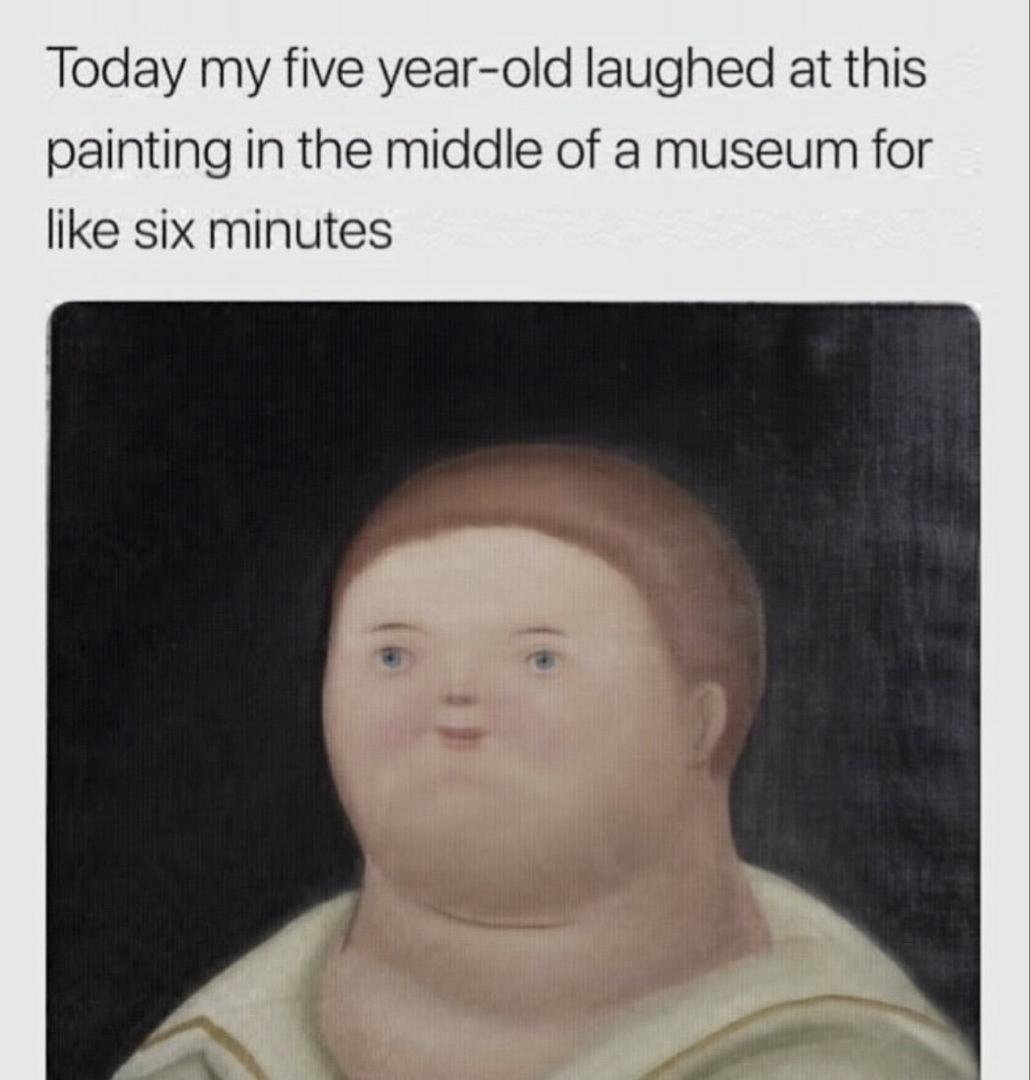 Today my five year-old laughed at this
painting in the middle of a museum for
like six minutes